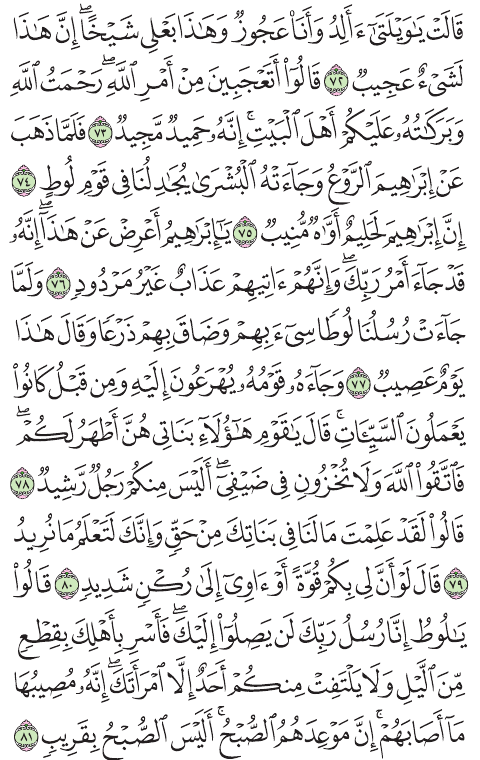 قَالَتْ يَٰوَيْلَتَىٰٓ ءَأَلِدُ وَأَنَا۠ عَجُوزٌ وَهَٰذَا بَعْلِى شَيْخًا ۖ إِنَّ هَٰذَا
لَشَىْءٌ عَجِيبٌ ٧٢ قَالُوٓا۟ أَتَعْجَبِينَ مِنْ أَمْرِ ٱللَّهِ ۖ رَحْمَتُ ٱللَّهِ
وَبَرَكَٰتُهُۥ عَلَيْكُمْ أَهْلَ ٱلْبَيْتِ ۚ إِنَّهُۥ حَمِيدٌ مَّجِيدٌ ٧٣ فَلَمَّا ذَهَبَ
عَنْ إِبْرَٰهِيمَ ٱلرَّوْعُ وَجَآءَتْهُ ٱلْبُشْرَىٰ يُجَٰدِلُنَا فِى قَوْمِ لُوطٍ ٧٤
إِنَّ إِبْرَٰهِيمَ لَحَلِيمٌ أَوَّٰهٌ مُّنِيبٌ ٧٥ يَٰٓإِبْرَٰهِيمُ أَعْرِضْ عَنْ هَٰذَآ ۖ إِنَّهُۥ
قَدْ جَآءَ أَمْرُ رَبِّكَ ۖ وَإِنَّهُمْ ءَاتِيهِمْ عَذَابٌ غَيْرُ مَرْدُودٍ ٧٦ وَلَمَّا
جَآءَتْ رُسُلُنَا لُوطًا سِىٓءَ بِهِمْ وَضَاقَ بِهِمْ ذَرْعًا وَقَالَ هَٰذَا
يَوْمٌ عَصِيبٌ ٧٧ وَجَآءَهُۥ قَوْمُهُۥ يُهْرَعُونَ إِلَيْهِ وَمِن قَبْلُ كَانُوا۟
يَعْمَلُونَ ٱلسَّيِّـَٔاتِ ۚ قَالَ يَٰقَوْمِ هَٰٓؤُلَآءِ بَنَاتِى هُنَّ أَطْهَرُ لَكُمْ ۖ
فَٱتَّقُوا۟ ٱللَّهَ وَلَا تُخْزُونِ فِى ضَيْفِىٓ ۖ أَلَيْسَ مِنكُمْ رَجُلٌ رَّشِيدٌ ٧٨
قَالُوا۟ لَقَدْ عَلِمْتَ مَا لَنَا فِى بَنَاتِكَ مِنْ حَقٍّ وَإِنَّكَ لَتَعْلَمُ مَا نُرِيدُ
٧٩ قَالَ لَوْ أَنَّ لِى بِكُمْ قُوَّةً أَوْ ءَاوِىٓ إِلَىٰ رُكْنٍ شَدِيدٍ ٨٠ قَالُوا۟
يَٰلُوطُ إِنَّا رُسُلُ رَبِّكَ لَن يَصِلُوٓا۟ إِلَيْكَ ۖ فَأَسْرِ بِأَهْلِكَ بِقِطْعٍ
مِّنَ ٱلَّيْلِ وَلَا يَلْتَفِتْ مِنكُمْ أَحَدٌ إِلَّا ٱمْرَأَتَكَ ۖ إِنَّهُۥ مُصِيبُهَا
مَآ أَصَابَهُمْ ۚ إِنَّ مَوْعِدَهُمُ ٱلصُّبْحُ ۚ أَلَيْسَ ٱلصُّبْحُ بِقَرِيبٍ ٨١